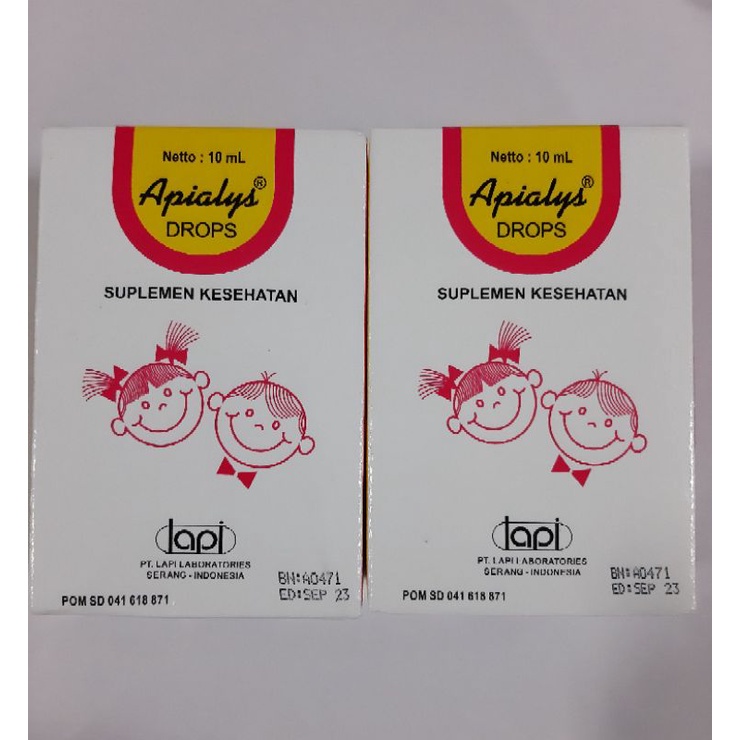 Netto : 10 mL
Apialys®
DROPS
SUPLEMEN KESEHATAN
lapi
PT. LAPI LABORATORIES
SERANG - INDONESIA
BN:A0471
ED:SEP 23
POM SD 041 618 871
Netto : 10 mL
Apialys®
DROPS
SUPLEMEN KESEHATAN
lapi
PT. LAPI LABORATORIES
SERANG - INDONESIA
BN:A0471
ED:SEP 23
POM SD 041 618 871